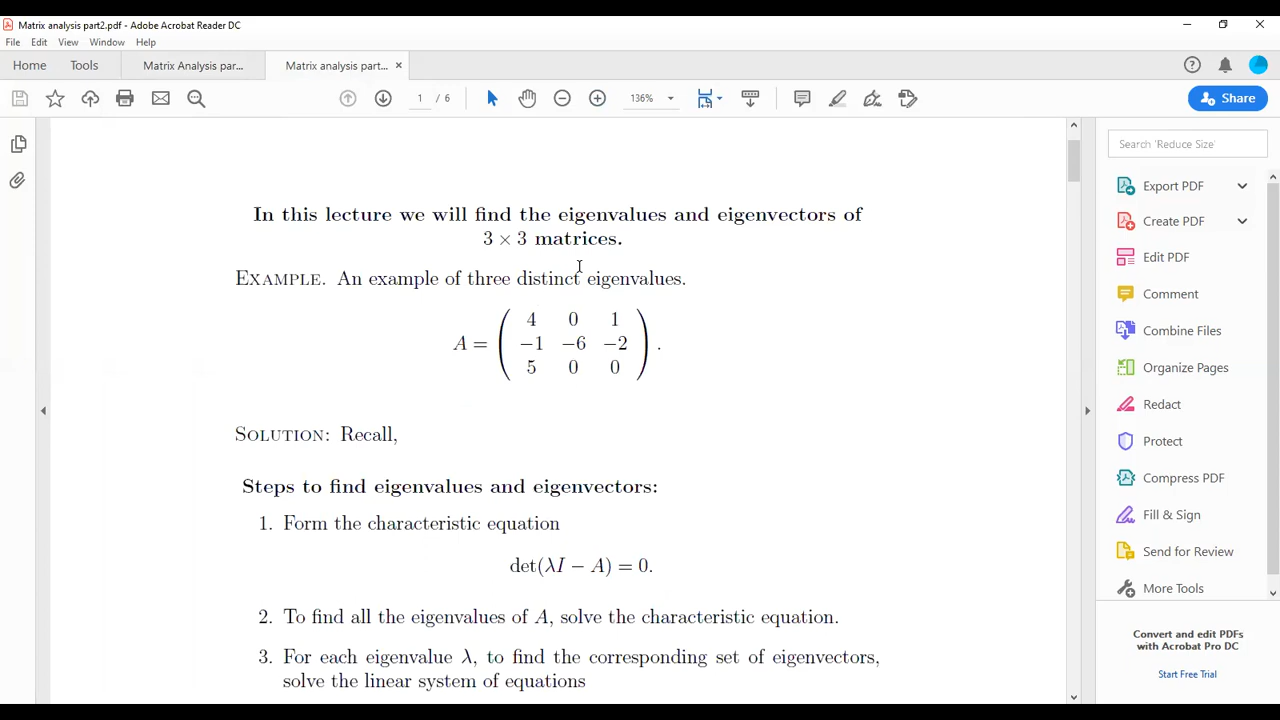 Matrix analysis part2.pdf - Adobe Acrobat Reader DC
File Edit View Window Help
Home Tools Matrix Analysis par... Matrix analysis part... ×
1 / 6 136% Share
Search 'Reduce Size'
Export PDF
Create PDF
Edit PDF
Comment
Combine Files
Organize Pages
Redact
Protect
Compress PDF
Fill & Sign
Send for Review
More Tools
Convert and edit PDFs
with Acrobat Pro DC
Start Free Trial
In this lecture we will find the eigenvalues and eigenvectors of
3 × 3 matrices.
EXAMPLE. An example of three distinct eigenvalues.
A = ( 4 0 1
−1 −6 −2
5 0 0 ) .
SOLUTION: Recall,
Steps to find eigenvalues and eigenvectors:
1. Form the characteristic equation
det(λI − A) = 0.
2. To find all the eigenvalues of A, solve the characteristic equation.
3. For each eigenvalue λ, to find the corresponding set of eigenvectors,
solve the linear system of equations